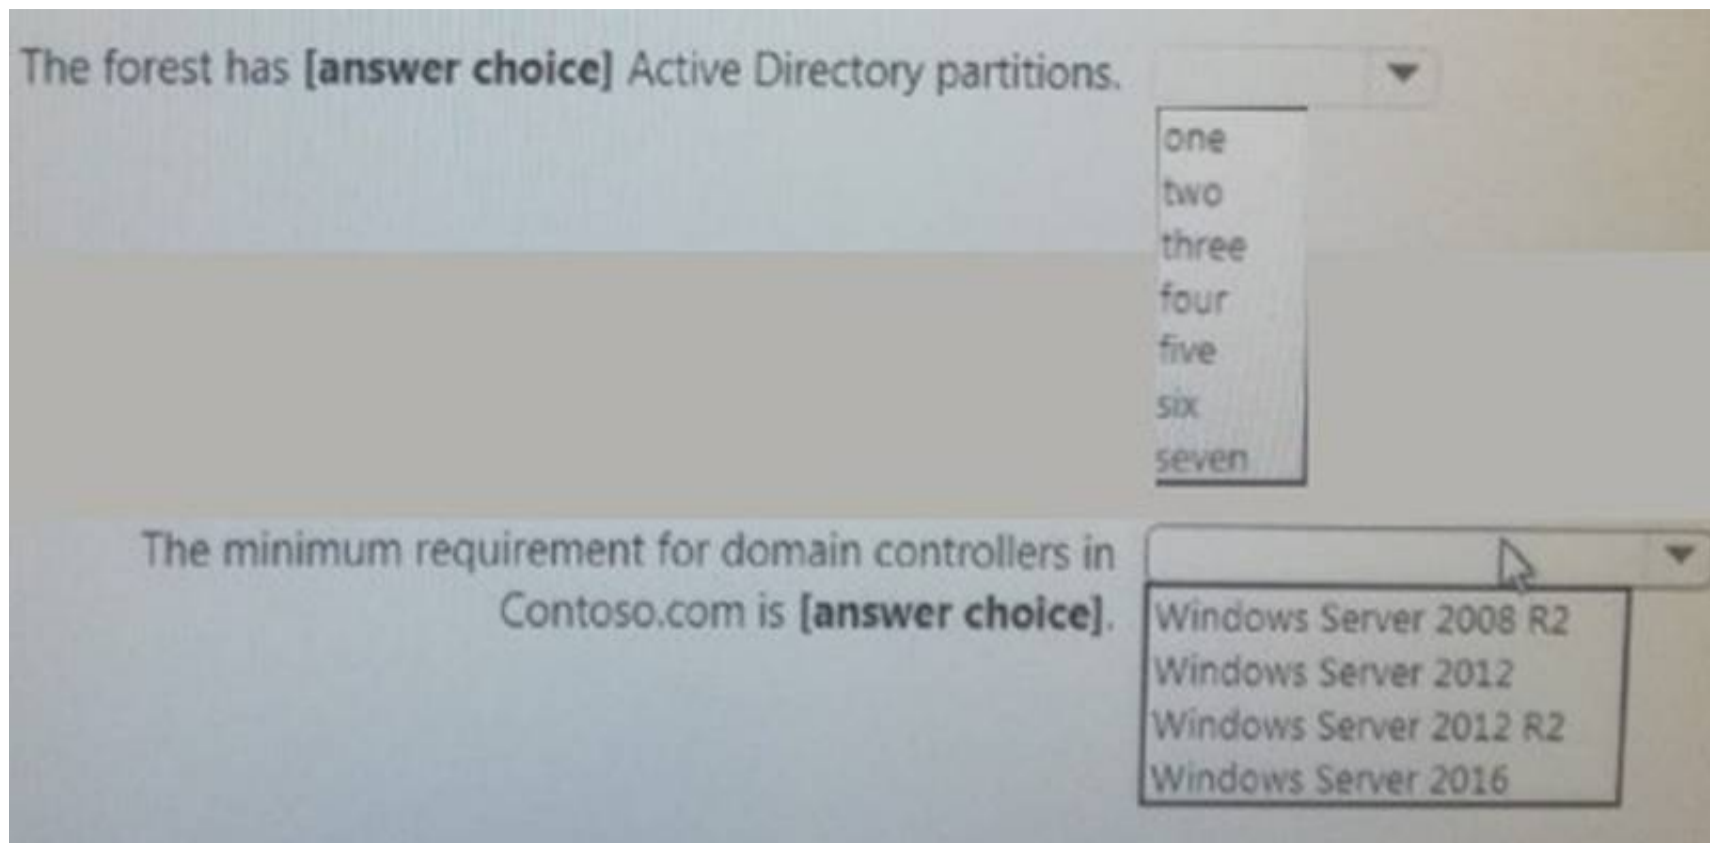 The forest has [answer choice] Active Directory partitions.
one
two
three
four
five
six
seven
The minimum requirement for domain controllers in
Contoso.com is [answer choice].
Windows Server 2008 R2
Windows Server 2012
Windows Server 2012 R2
Windows Server 2016